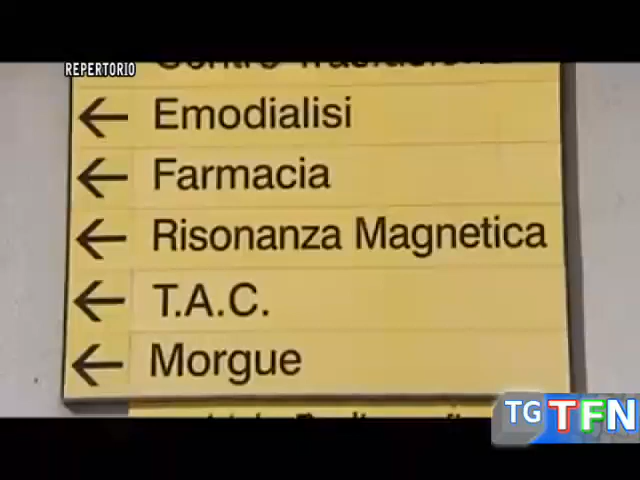 REPERTORIO
Emodialisi
Farmacia
Risonanza Magnetica
T.A.C.
Morgue
TG TFN